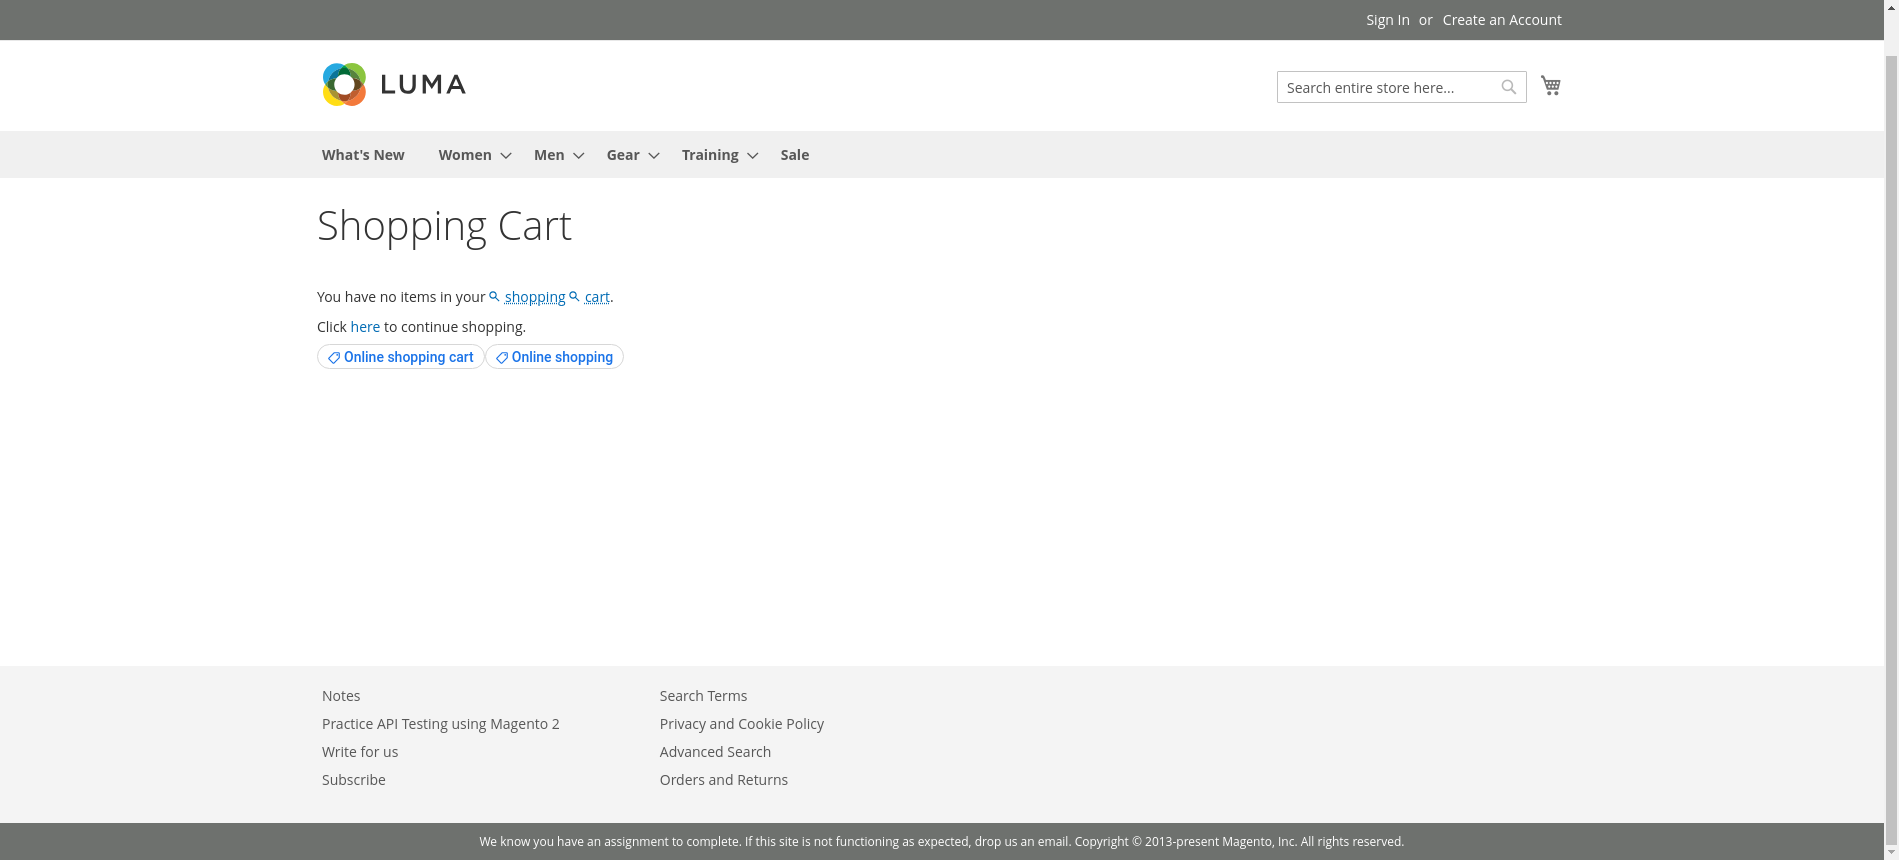 Sign In or Create an Account
LUMA
Search entire store here...
What's New Women Men Gear Training Sale
Shopping Cart
You have no items in your shopping cart.
Click here to continue shopping.
Online shopping cart Online shopping
Notes
Practice API Testing using Magento 2
Write for us
Subscribe
Search Terms
Privacy and Cookie Policy
Advanced Search
Orders and Returns
We know you have an assignment to complete. If this site is not functioning as expected, drop us an email. Copyright © 2013-present Magento, Inc. All rights reserved.